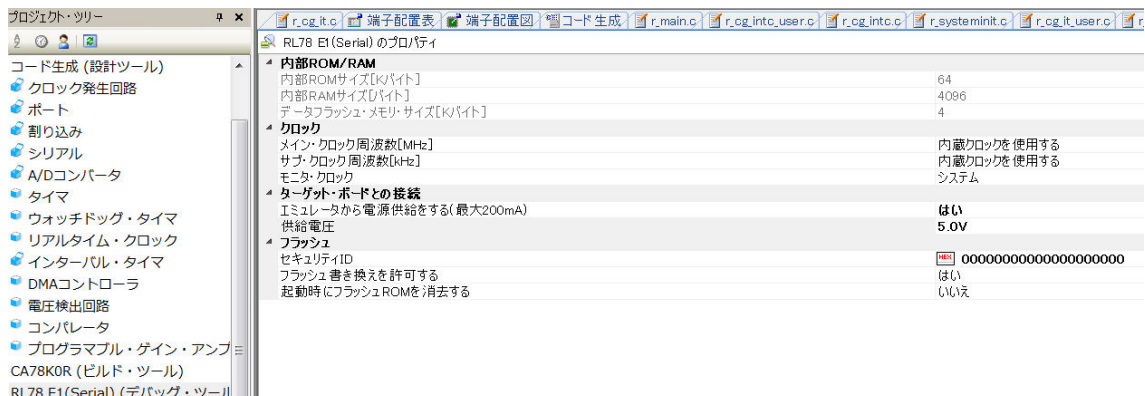 プロジェクト・ツリー
コード生成 (設計ツール)
クロック発生回路
ポート
割り込み
シリアル
A/Dコンバータ
タイマ
ウォッチドッグ・タイマ
リアルタイム・クロック
インターバル・タイマ
DMAコントローラ
電圧検出回路
コンパレータ
プログラマブル・ゲイン・アンプ
CA78K0R (ビルド・ツール)
RL78 E1(Serial) (デバッグ・ツール
r_cg_it.c 端子配置表 端子配置図 コード生成 r_main.c r_cg_intc_user.c r_cg_intc.c r_systeminit.c r_cg_it_user.c r
RL78 E1(Serial) のプロパティ
内部ROM/RAM
内部ROMサイズ[Kバイト] 64
内部RAMサイズ[バイト] 4096
データフラッシュ・メモリ・サイズ[Kバイト] 4
クロック
メイン・クロック周波数[MHz] 内蔵クロックを使用する
サブ・クロック周波数[kHz] 内蔵クロックを使用する
モニタ・クロック システム
ターゲット・ボードとの接続
エミュレータから電源供給をする(最大200mA) はい
供給電圧 5.0V
フラッシュ
セキュリティID HEX 00000000000000000000
フラッシュ書き換えを許可する はい
起動時にフラッシュROMを消去する いいえ